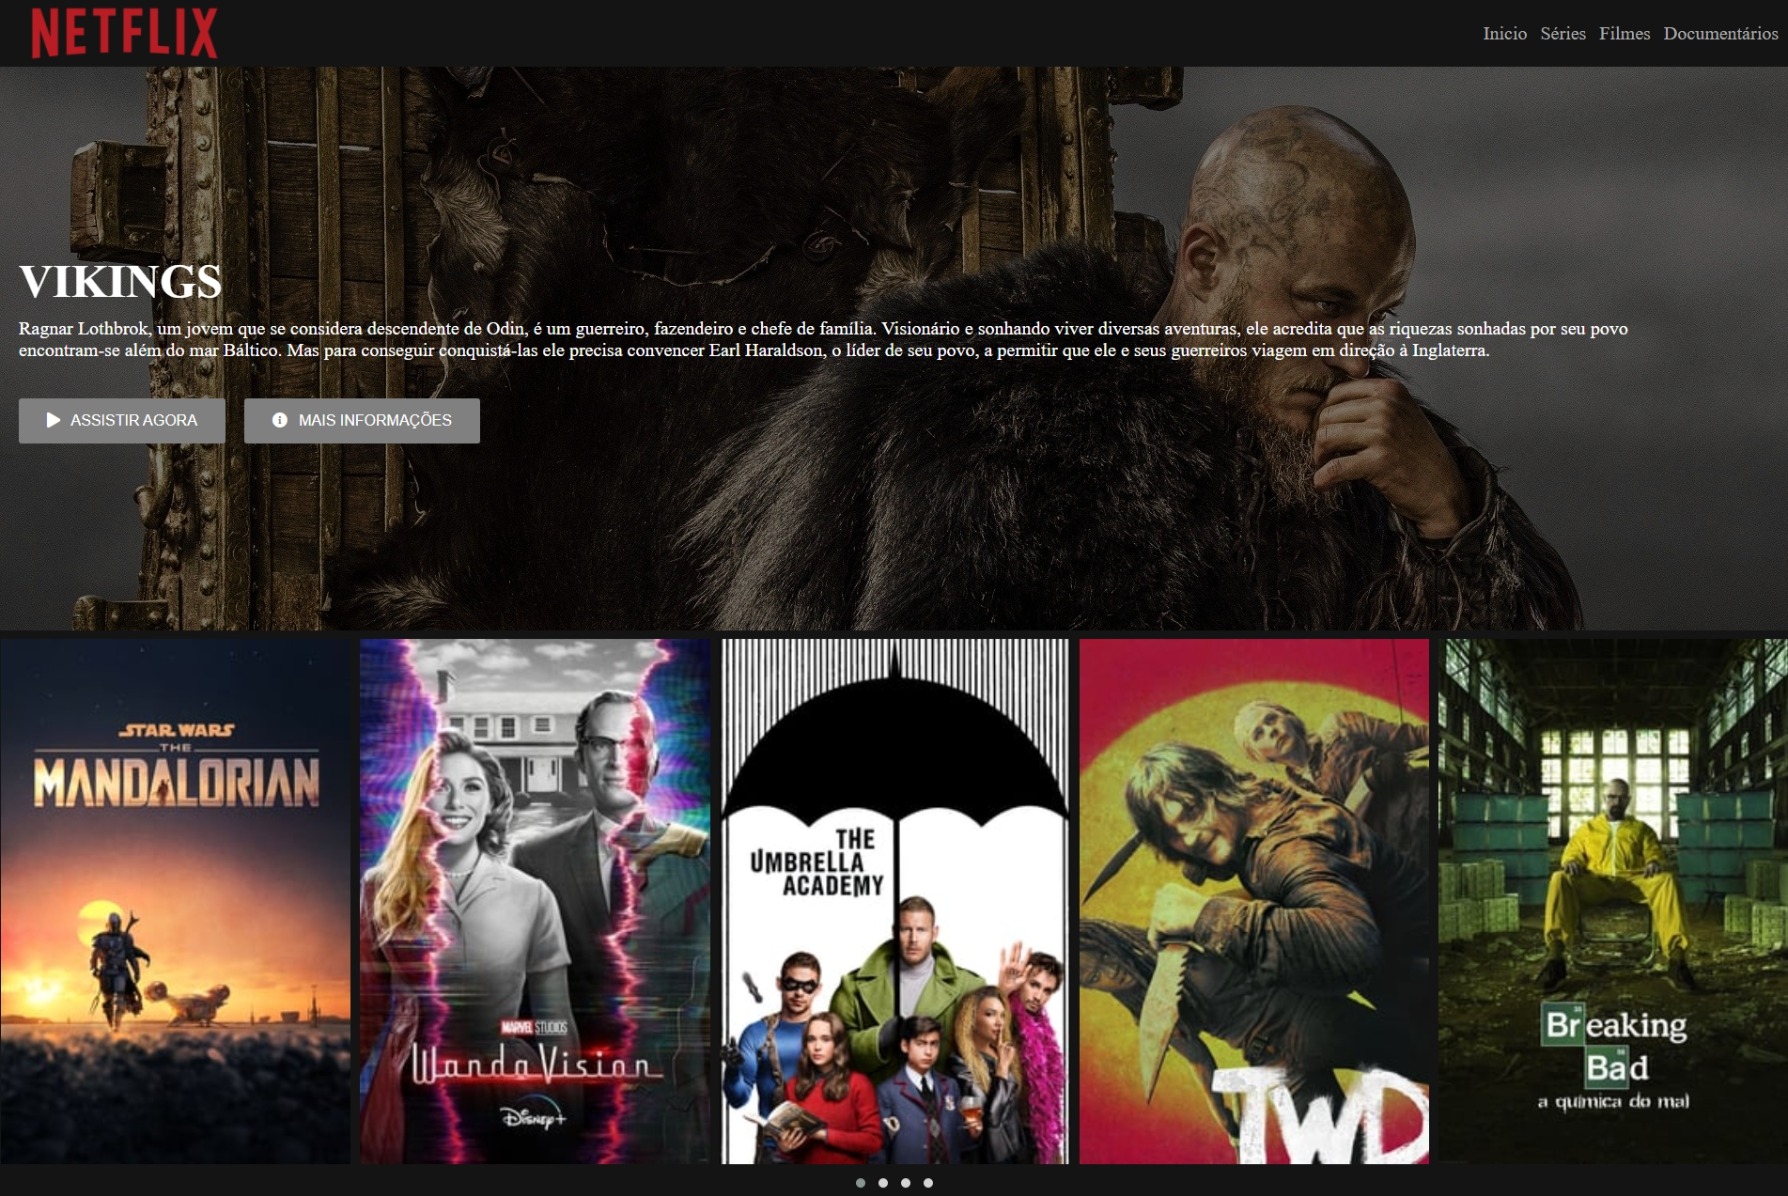 NETFLIX
Inicio Séries Filmes Documentários
VIKINGS
Ragnar Lothbrok, um jovem que se considera descendente de Odin, é um guerreiro, fazendeiro e chefe de família. Visionário e sonhando viver diversas aventuras, ele acredita que as riquezas sonhadas por seu povo
encontram-se além do mar Báltico. Mas para conseguir conquistá-las ele precisa convencer Earl Haraldson, o líder de seu povo, a permitir que ele e seus guerreiros viagem em direção à Inglaterra.
ASSISTIR AGORA
MAIS INFORMAÇÕES
STAR WARS
THE
MANDALORIAN
MARVEL STUDIOS
WandaVision
Disney+
THE
UMBRELLA
ACADEMY
TWD
Breaking
Bad
a química do mal